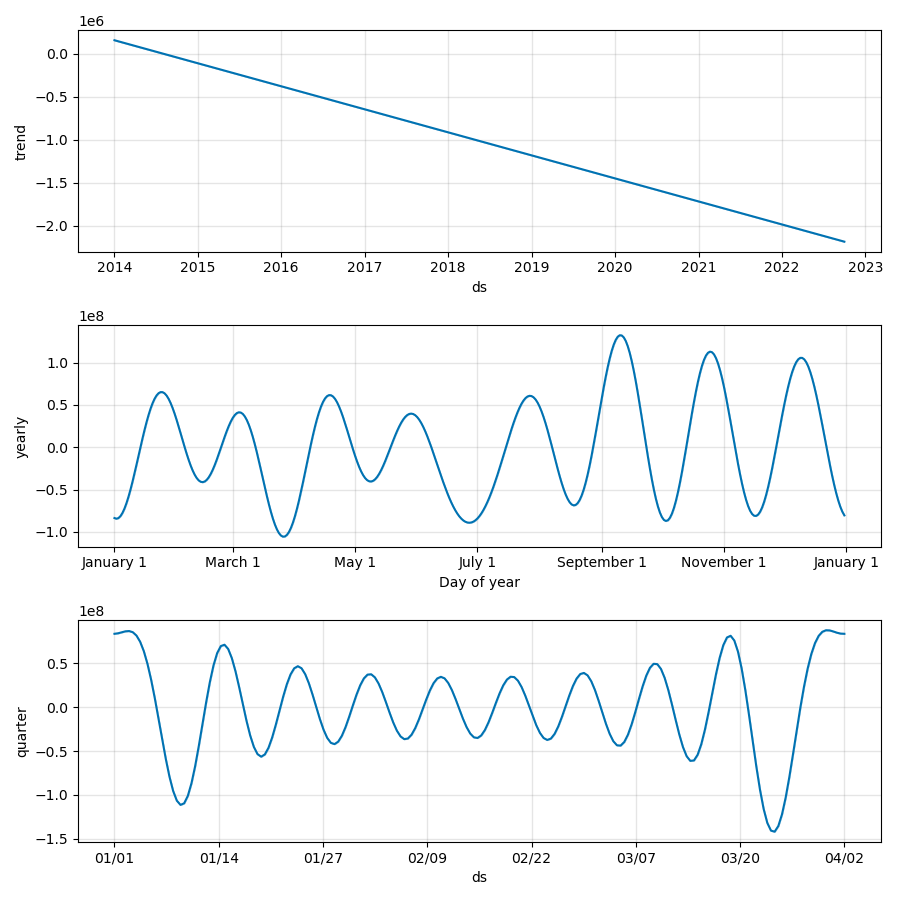 1e6
0.0
−0.5
−1.0
−1.5
−2.0
trend
2014 2015 2016 2017 2018 2019 2020 2021 2022 2023
ds
1e8
1.0
0.5
0.0
−0.5
−1.0
yearly
January 1 March 1 May 1 July 1 September 1 November 1 January 1
Day of year
1e8
0.5
0.0
−0.5
−1.0
−1.5
quarter
01/01 01/14 01/27 02/09 02/22 03/07 03/20 04/02
ds